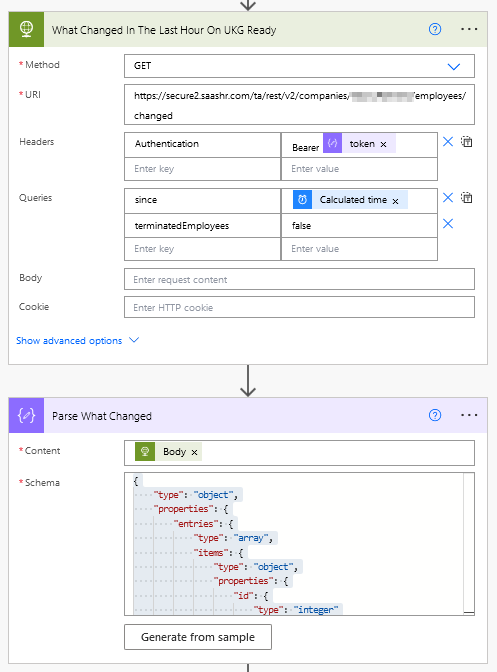 What Changed In The Last Hour On UKG Ready
* Method
GET
* URI
https://secure2.saashr.com/ta/rest/v2/companies/ /employees/
changed
Headers
Authentication
Bearer token ×
Enter key
Enter value
Queries
since
Calculated time ×
terminatedEmployees
false
Enter key
Enter value
Body
Enter request content
Cookie
Enter HTTP cookie
Show advanced options
Parse What Changed
* Content
Body ×
* Schema
{
"type": "object",
"properties": {
"entries": {
"type": "array",
"items": {
"type": "object",
"properties": {
"id": {
"type": "integer"
Generate from sample